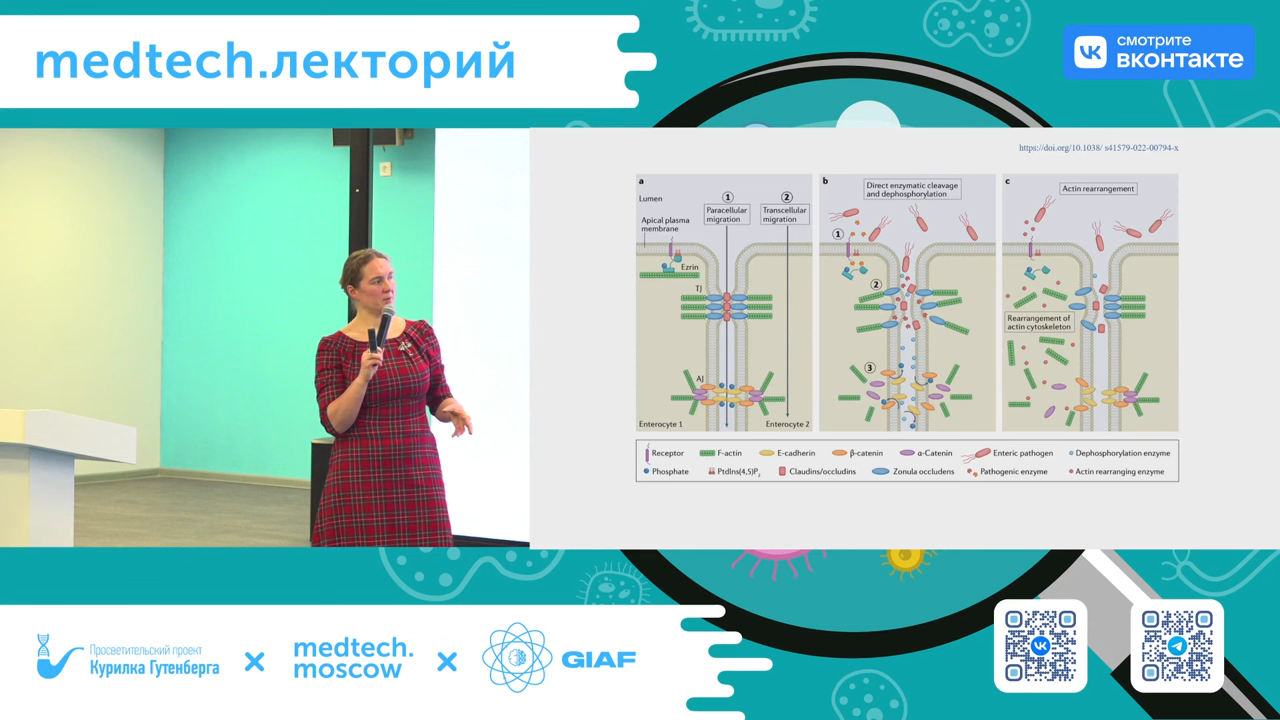 medtech.лекторий
смотрите
вконтакте
https://doi.org/10.1038/ s41579-022-00794-x
a
Lumen
Apical plasma
membrane
1
Paracellular
migration
2
Transcellular
migration
Ezrin
TJ
AJ
Enterocyte 1
Enterocyte 2
b
Direct enzymatic cleavage
and dephosphorylation
1
2
3
c
Actin rearrangement
Rearrangement of
actin cytoskeleton
Receptor F-actin E-cadherin β-catenin α-Catenin Enteric pathogen Dephosphorylation enzyme
Phosphate PtdIns(4,5)P2 Claudins/occludins Zonula occludens Pathogenic enzyme Actin rearranging enzyme
Просветительский проект
Курилка Гутенберга
×
medtech.
moscow
×
GIAF